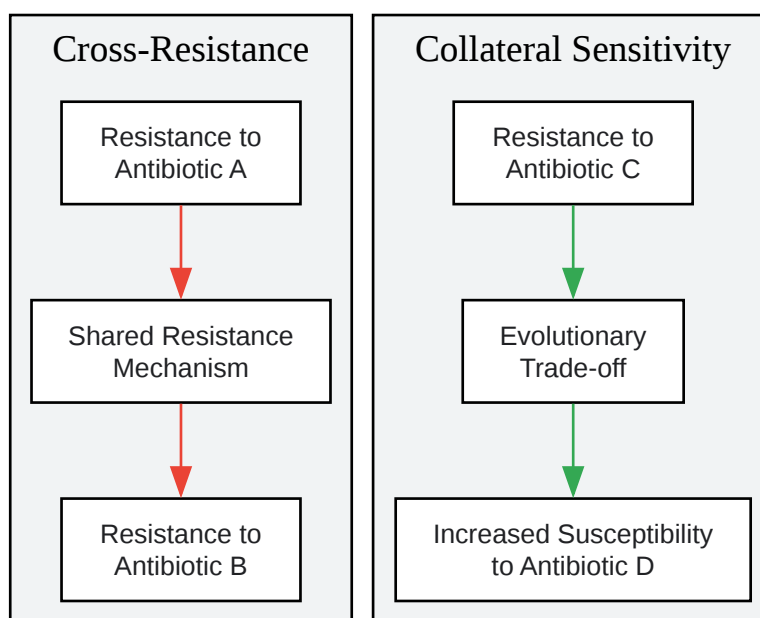 Cross-Resistance
Resistance to
Antibiotic A
Shared Resistance
Mechanism
Resistance to
Antibiotic B
Collateral Sensitivity
Resistance to
Antibiotic C
Evolutionary
Trade-off
Increased Susceptibility
to Antibiotic D